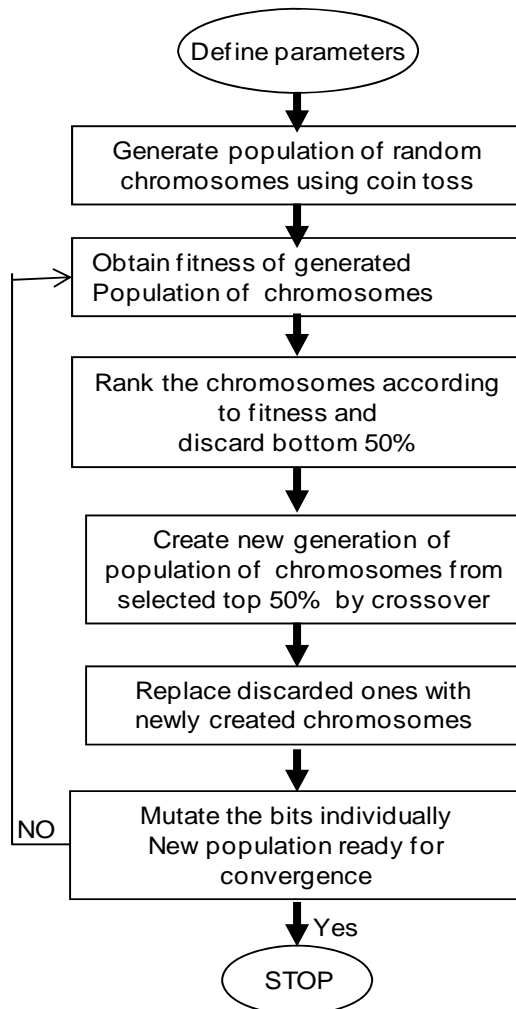 Define parameters
Generate population of random
chromosomes using coin toss
Obtain fitness of generated
Population of chromosomes
Rank the chromosomes according
to fitness and
discard bottom 50%
Create new generation of
population of chromosomes from
selected top 50% by crossover
Replace discarded ones with
newly created chromosomes
Mutate the bits individually
New population ready for
convergence
NO
Yes
STOP